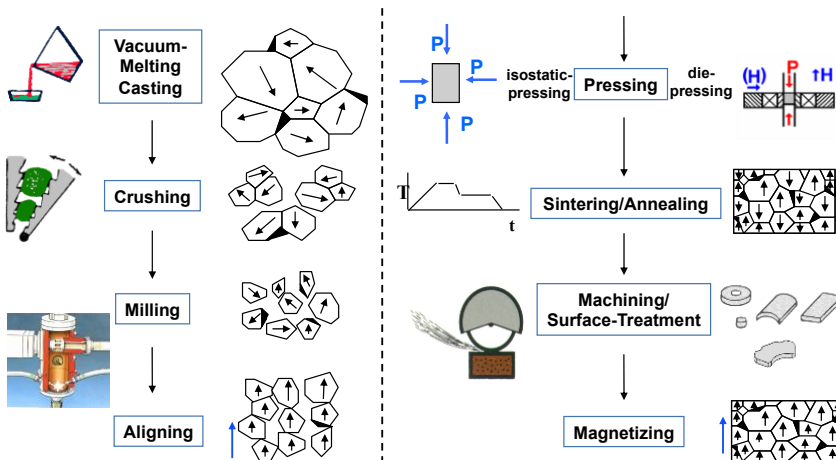 Vacuum-
Melting
Casting
Crushing
Milling
Aligning
P
P
P
P
isostatic-
pressing
Pressing
die-
pressing
(H)
P
↑H
T
t
Sintering/Annealing
Machining/
Surface-Treatment
Magnetizing